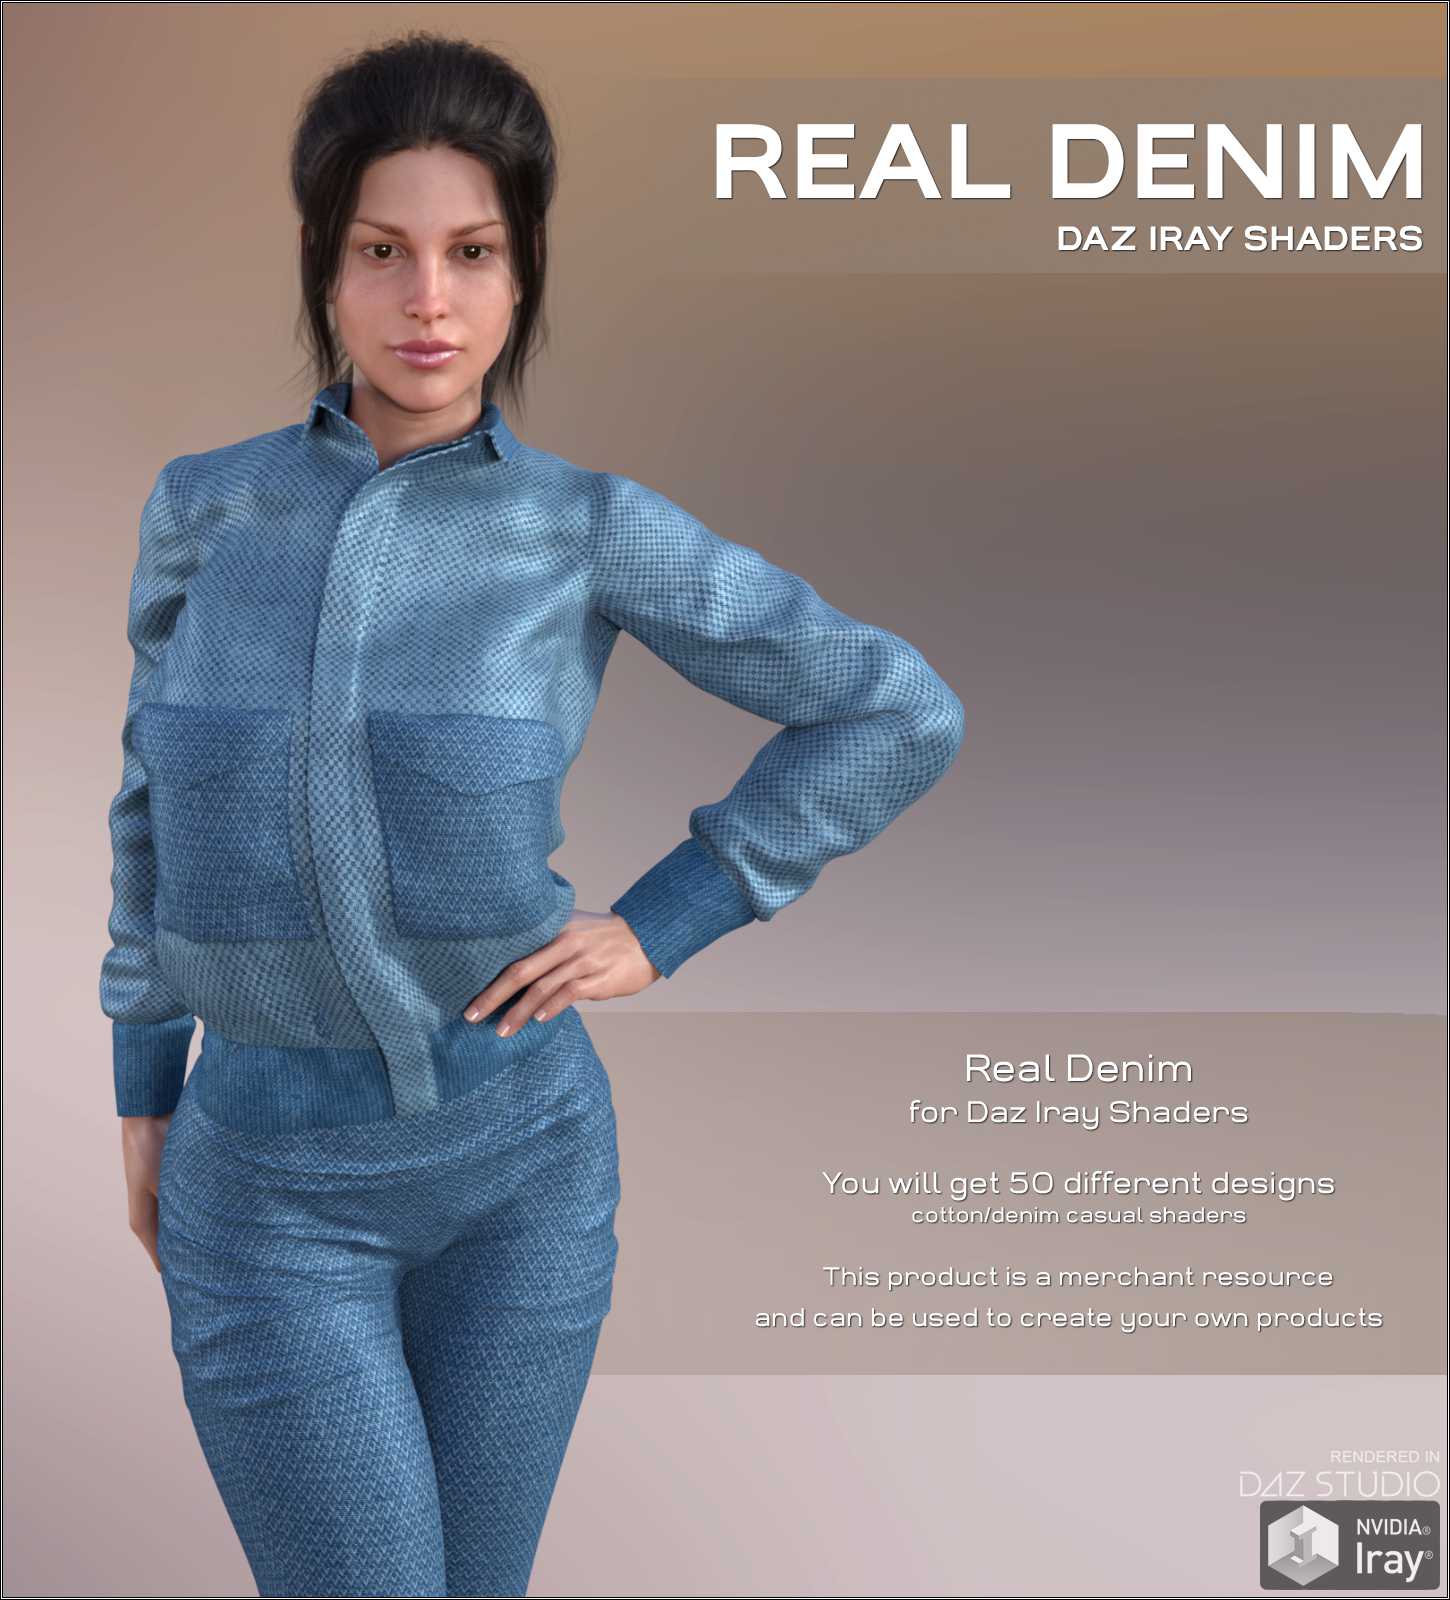 REAL DENIM
DAZ IRAY SHADERS
Real Denim
for Daz Iray Shaders
You will get 50 different designs
cotton/denim casual shaders
This product is a merchant resource
and can be used to create your own products
RENDERED IN
DAZ STUDIO
NVIDIA®
Iray®